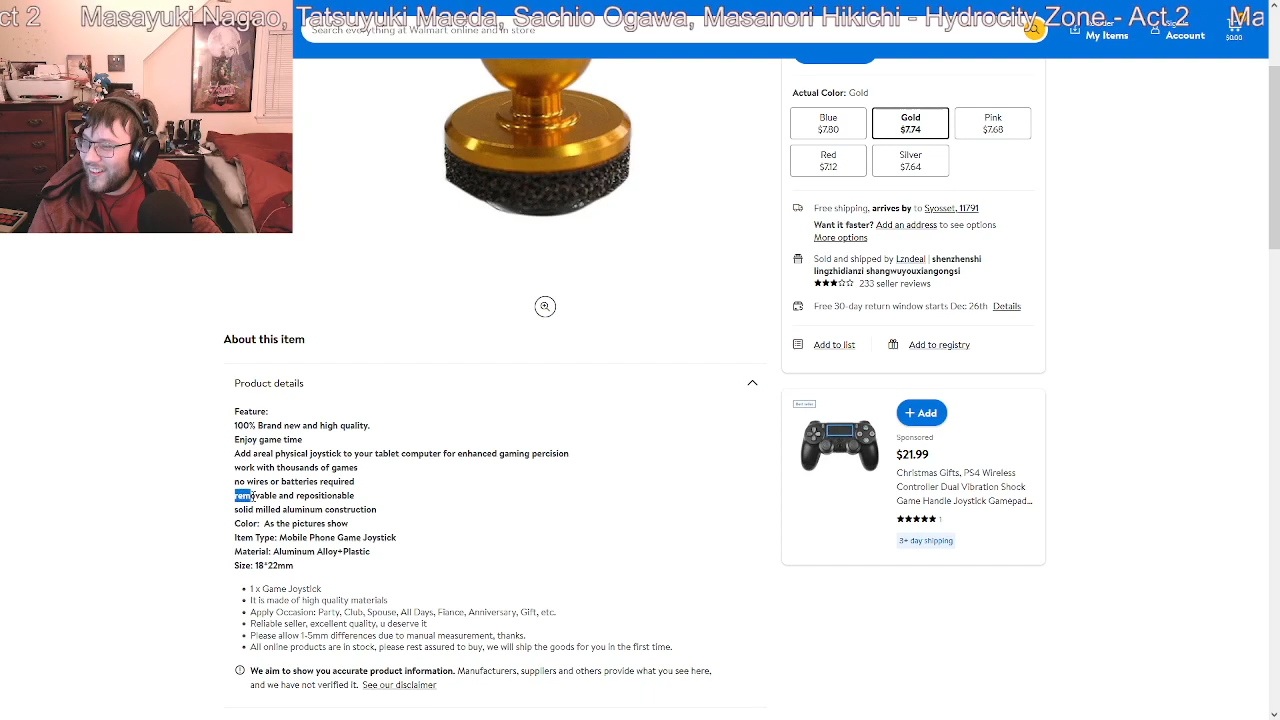 ct 2 Masayuki Nagao, Tatsuyuki Maeda, Sachio Ogawa, Masanori Hikichi - Hydrocity Zone - Act 2 Ma
Search everything at Walmart online and in store
My Items
Account
$0.00
Actual Color: Gold
Blue
$7.80
Gold
$7.74
Pink
$7.68
Red
$7.12
Silver
$7.64
Free shipping, arrives by to Syosset, 11791
Want it faster? Add an address to see options
More options
Sold and shipped by Lzndeal | shenzhenshi
lingzhidianzi shangwuyouxiangongsi
233 seller reviews
Free 30-day return window starts Dec 26th Details
Add to list
Add to registry
About this item
Product details
Feature:
100% Brand new and high quality.
Enjoy game time
Add areal physical joystick to your tablet computer for enhanced gaming percision
work with thousands of games
no wires or batteries required
removable and repositionable
solid milled aluminum construction
Color: As the pictures show
Item Type: Mobile Phone Game Joystick
Material: Aluminum Alloy+Plastic
Size: 18*22mm
• 1 x Game Joystick
• It is made of high quality materials
• Apply Occasion: Party, Club, Spouse, All Days, Fiance, Anniversary, Gift, etc.
• Reliable seller, excellent quality, u deserve it
• Please allow 1-5mm differences due to manual measurement, thanks.
• All online products are in stock, please rest assured to buy, we will ship the goods for you in the first time.
We aim to show you accurate product information. Manufacturers, suppliers and others provide what you see here,
and we have not verified it. See our disclaimer
Best seller
+ Add
Sponsored
$21.99
Christmas Gifts, PS4 Wireless
Controller Dual Vibration Shock
Game Handle Joystick Gamepad...
1
3+ day shipping